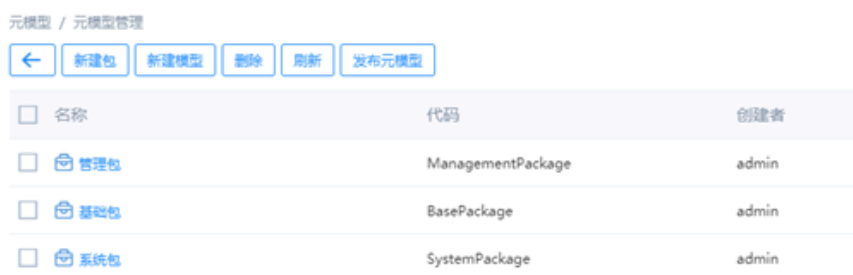 元模型 / 元模型管理
新建包 新建模型 删除 刷新 发布元模型
名称 代码 创建者
管理包 ManagementPackage admin
基础包 BasePackage admin
系统包 SystemPackage admin